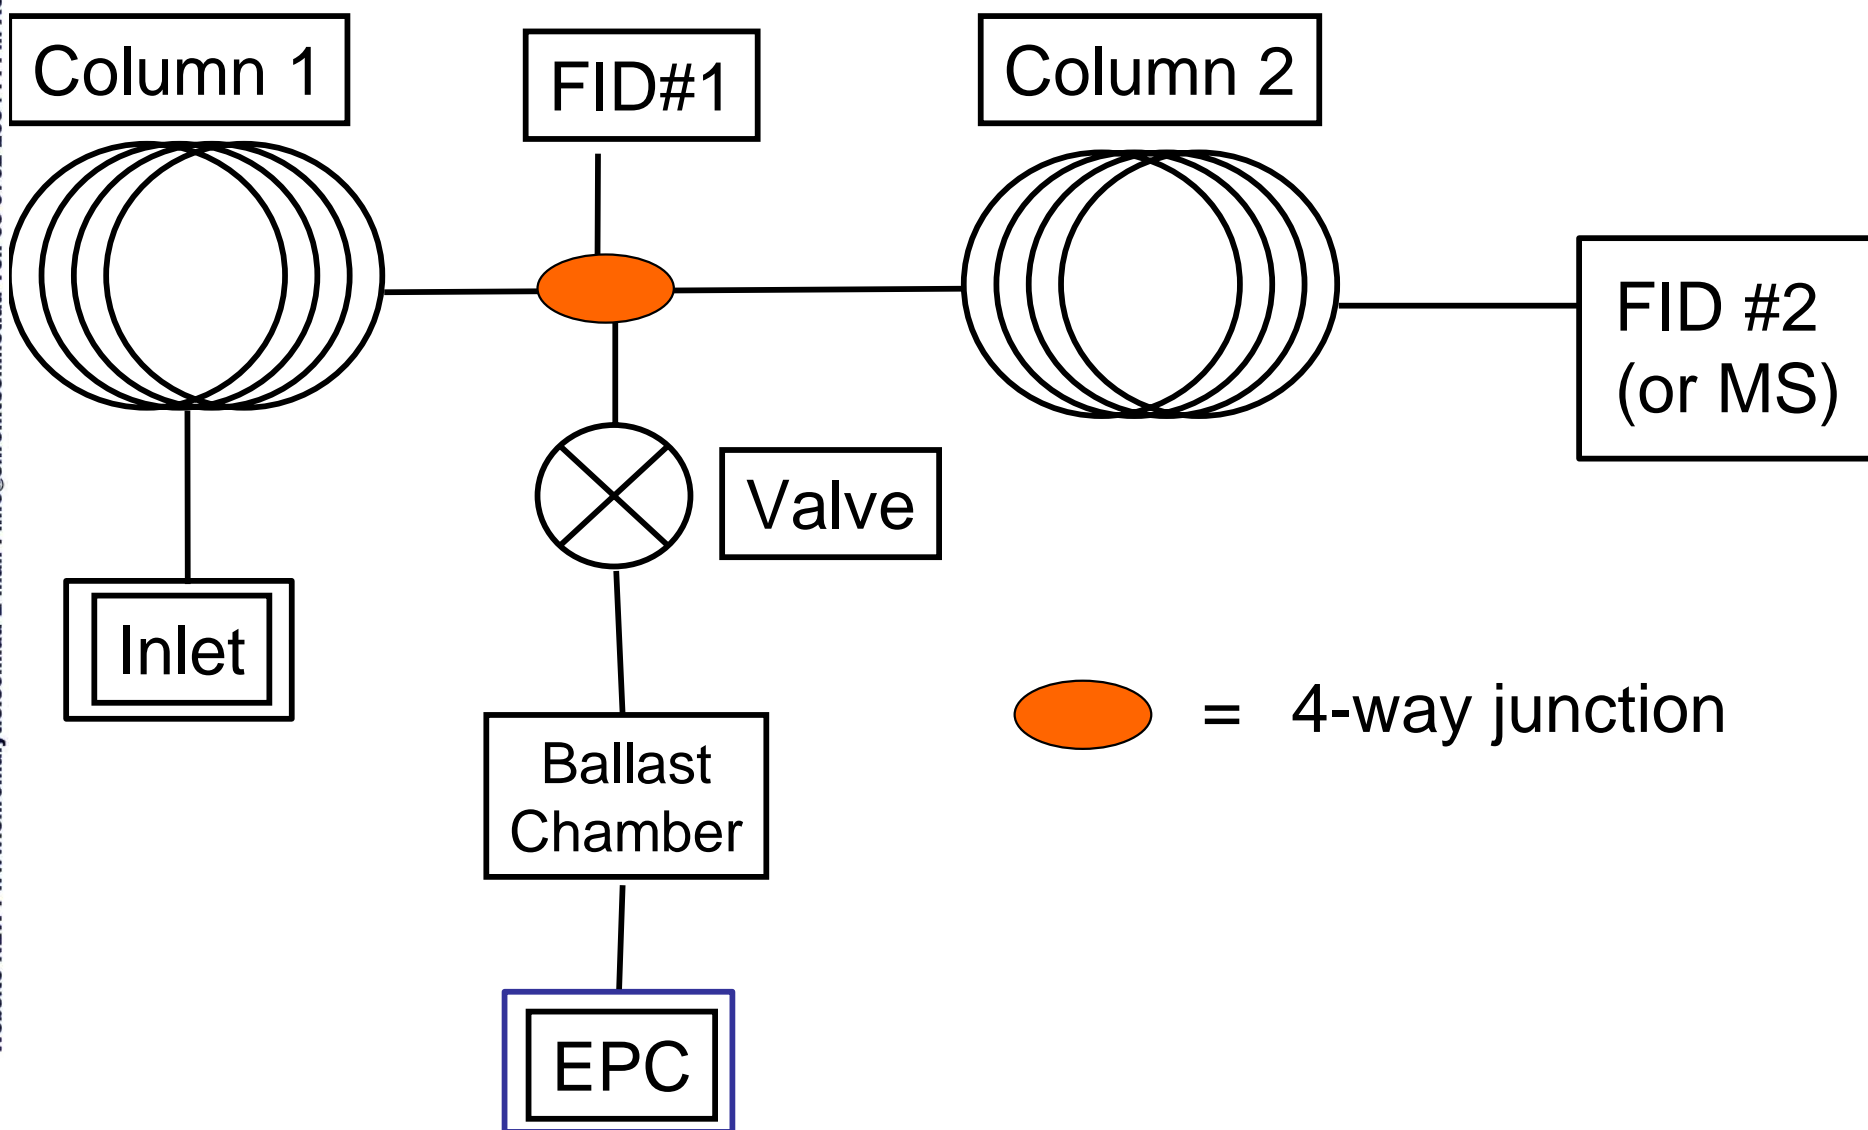 Column 1
FID#1
Column 2
FID #2
(or MS)
Valve
Inlet
= 4-way junction
Ballast
Chamber
EPC